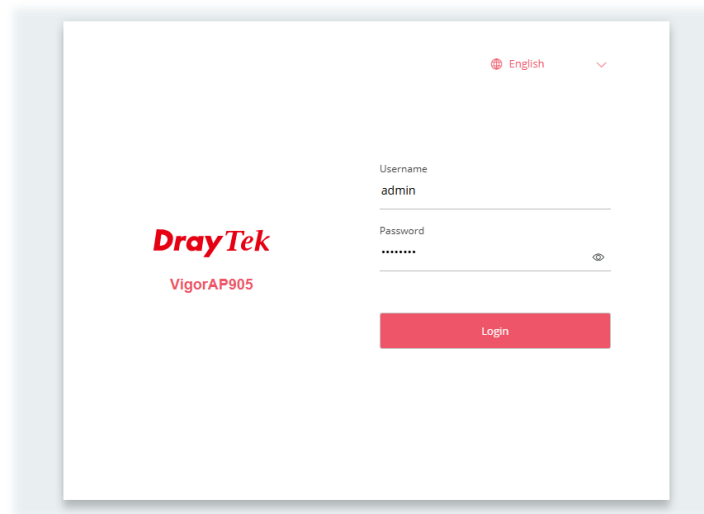 English
Username
admin
DrayTek
VigorAP905
Password
••••••••
Login